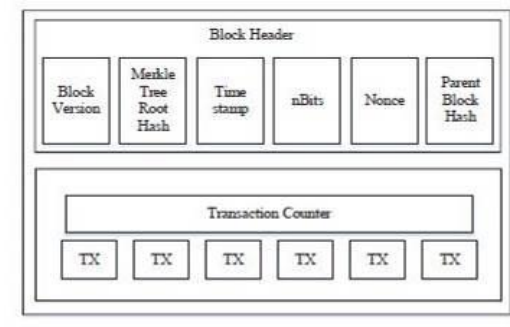 Block Header
Block
Version
Merkle
Tree
Root
Hash
Time
stamp
nBits
Nonce
Parent
Block
Hash
Transaction Counter
TX TX TX TX TX TX